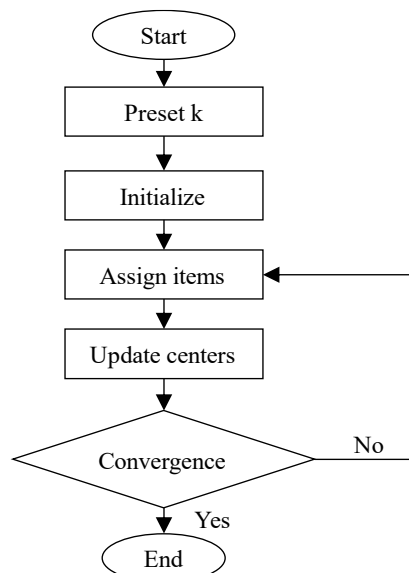 Start
Preset k
Initialize
Assign items
Update centers
Convergence
No
Yes
End